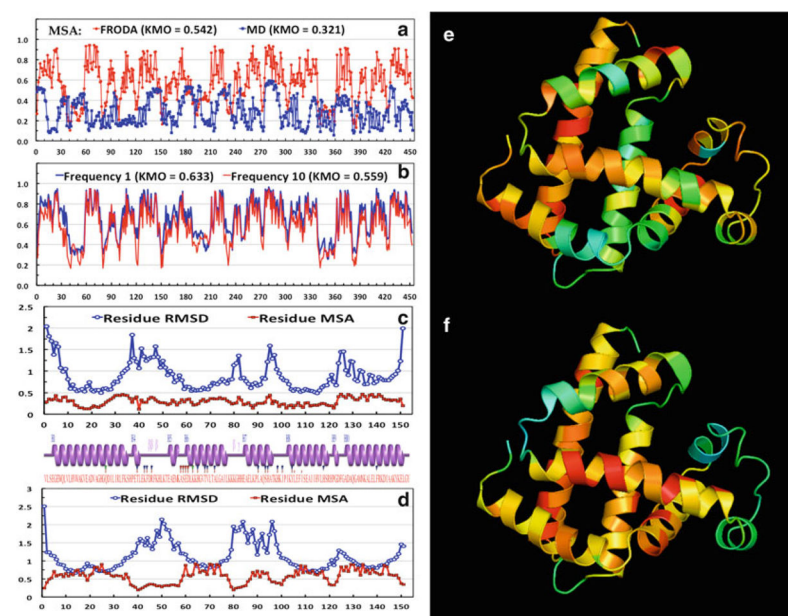 MSA: FRODA (KMO = 0.542) MD (KMO = 0.321) a
1.0
0.8
0.6
0.4
0.2
0.0
0 30 60 90 120 150 180 210 240 270 300 330 360 390 420 450
Frequency 1 (KMO = 0.633) Frequency 10 (KMO = 0.559) b
1.0
0.8
0.6
0.4
0.2
0.0
0 30 60 90 120 150 180 210 240 270 300 330 360 390 420 450
Residue RMSD Residue MSA c
2.5
2
1.5
1
0.5
0
0 10 20 30 40 50 60 70 80 90 100 110 120 130 140 150
Residue RMSD Residue MSA d
3
2.5
2
1.5
1
0.5
0
0 10 20 30 40 50 60 70 80 90 100 110 120 130 140 150
e
f